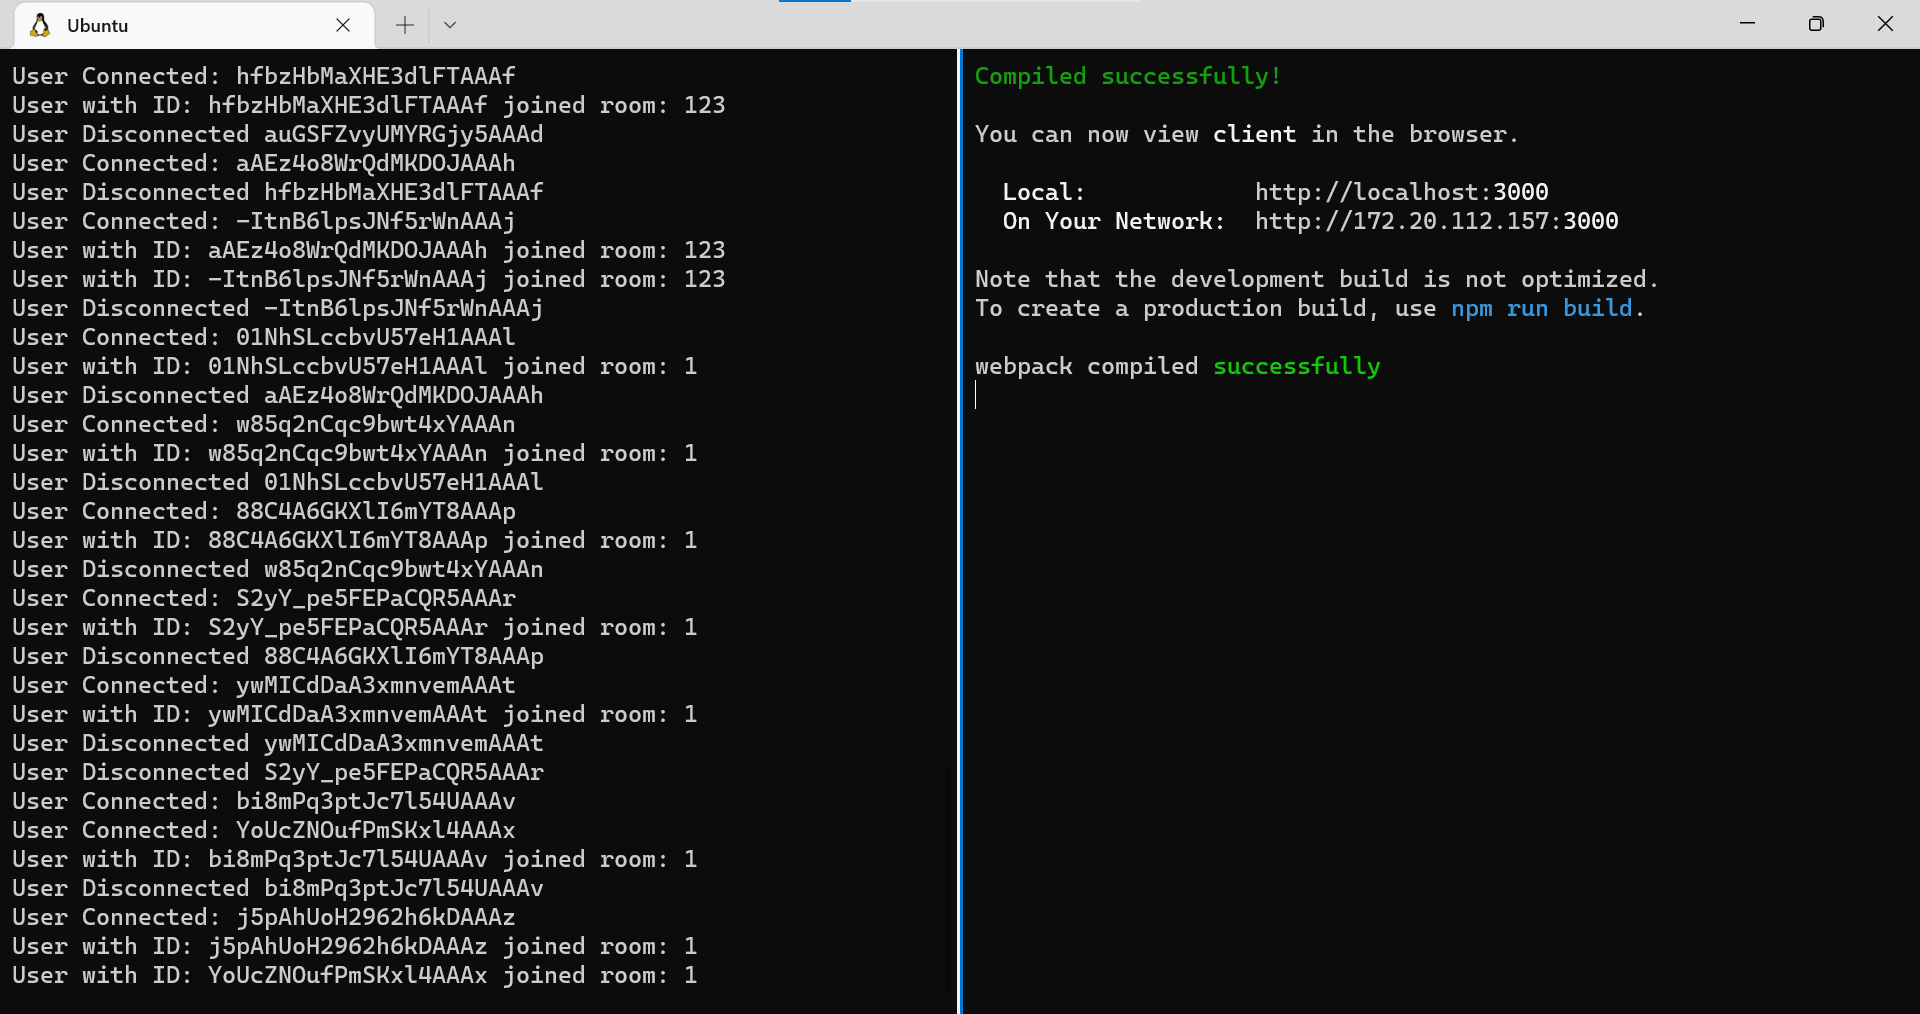 Ubuntu
User Connected: hfbzHbMaXHE3dlFTAAAf
User with ID: hfbzHbMaXHE3dlFTAAAf joined room: 123
User Disconnected auGSFZvyUMYRGjy5AAAd
User Connected: aAEz4o8WrQdMKDOJAAAh
User Disconnected hfbzHbMaXHE3dlFTAAAf
User Connected: -ItnB6lpsJNf5rWnAAAj
User with ID: aAEz4o8WrQdMKDOJAAAh joined room: 123
User with ID: -ItnB6lpsJNf5rWnAAAj joined room: 123
User Disconnected -ItnB6lpsJNf5rWnAAAj
User Connected: 01NhSLccbvU57eH1AAAl
User with ID: 01NhSLccbvU57eH1AAAl joined room: 1
User Disconnected aAEz4o8WrQdMKDOJAAAh
User Connected: w85q2nCqc9bwt4xYAAAn
User with ID: w85q2nCqc9bwt4xYAAAn joined room: 1
User Disconnected 01NhSLccbvU57eH1AAAl
User Connected: 88C4A6GKXlI6mYT8AAAp
User with ID: 88C4A6GKXlI6mYT8AAAp joined room: 1
User Disconnected w85q2nCqc9bwt4xYAAAn
User Connected: S2yY_pe5FEPaCQR5AAAr
User with ID: S2yY_pe5FEPaCQR5AAAr joined room: 1
User Disconnected 88C4A6GKXlI6mYT8AAAp
User Connected: ywMICdDaA3xmnvemAAAt
User with ID: ywMICdDaA3xmnvemAAAt joined room: 1
User Disconnected ywMICdDaA3xmnvemAAAt
User Disconnected S2yY_pe5FEPaCQR5AAAr
User Connected: bi8mPq3ptJc7l54UAAAv
User Connected: YoUcZNOufPmSKxl4AAAx
User with ID: bi8mPq3ptJc7l54UAAAv joined room: 1
User Disconnected bi8mPq3ptJc7l54UAAAv
User Connected: j5pAhUoH2962h6kDAAAz
User with ID: j5pAhUoH2962h6kDAAAz joined room: 1
User with ID: YoUcZNOufPmSKxl4AAAx joined room: 1
Compiled successfully!
You can now view client in the browser.
Local: http://localhost:3000
On Your Network: http://172.20.112.157:3000
Note that the development build is not optimized.
To create a production build, use npm run build.
webpack compiled successfully